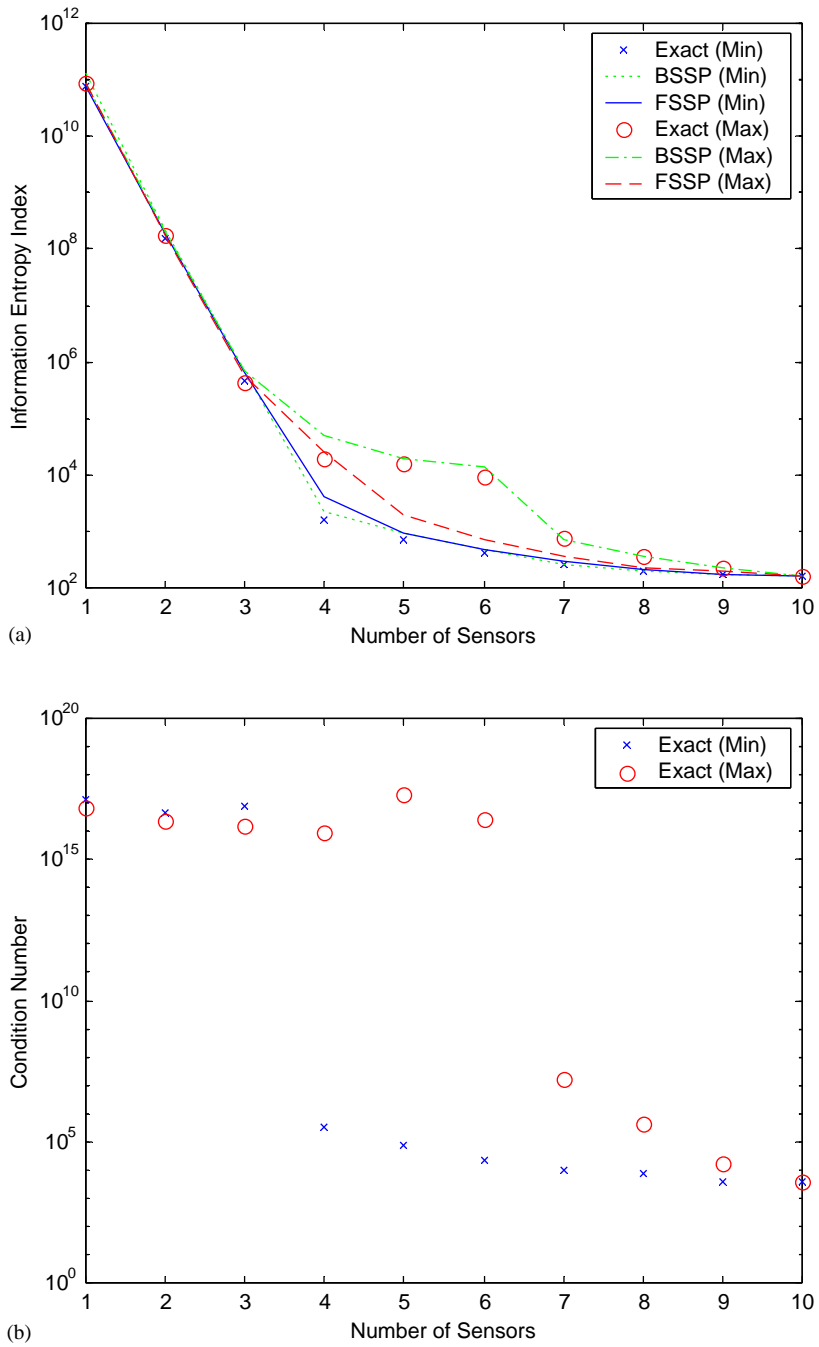 10^12
10^10
10^8
10^6
10^4
10^2
Information Entropy Index
Exact (Min)
BSSP (Min)
FSSP (Min)
Exact (Max)
BSSP (Max)
FSSP (Max)
1 2 3 4 5 6 7 8 9 10
Number of Sensors
(a)
10^20
10^15
10^10
10^5
10^0
Condition Number
Exact (Min)
Exact (Max)
1 2 3 4 5 6 7 8 9 10
Number of Sensors
(b)